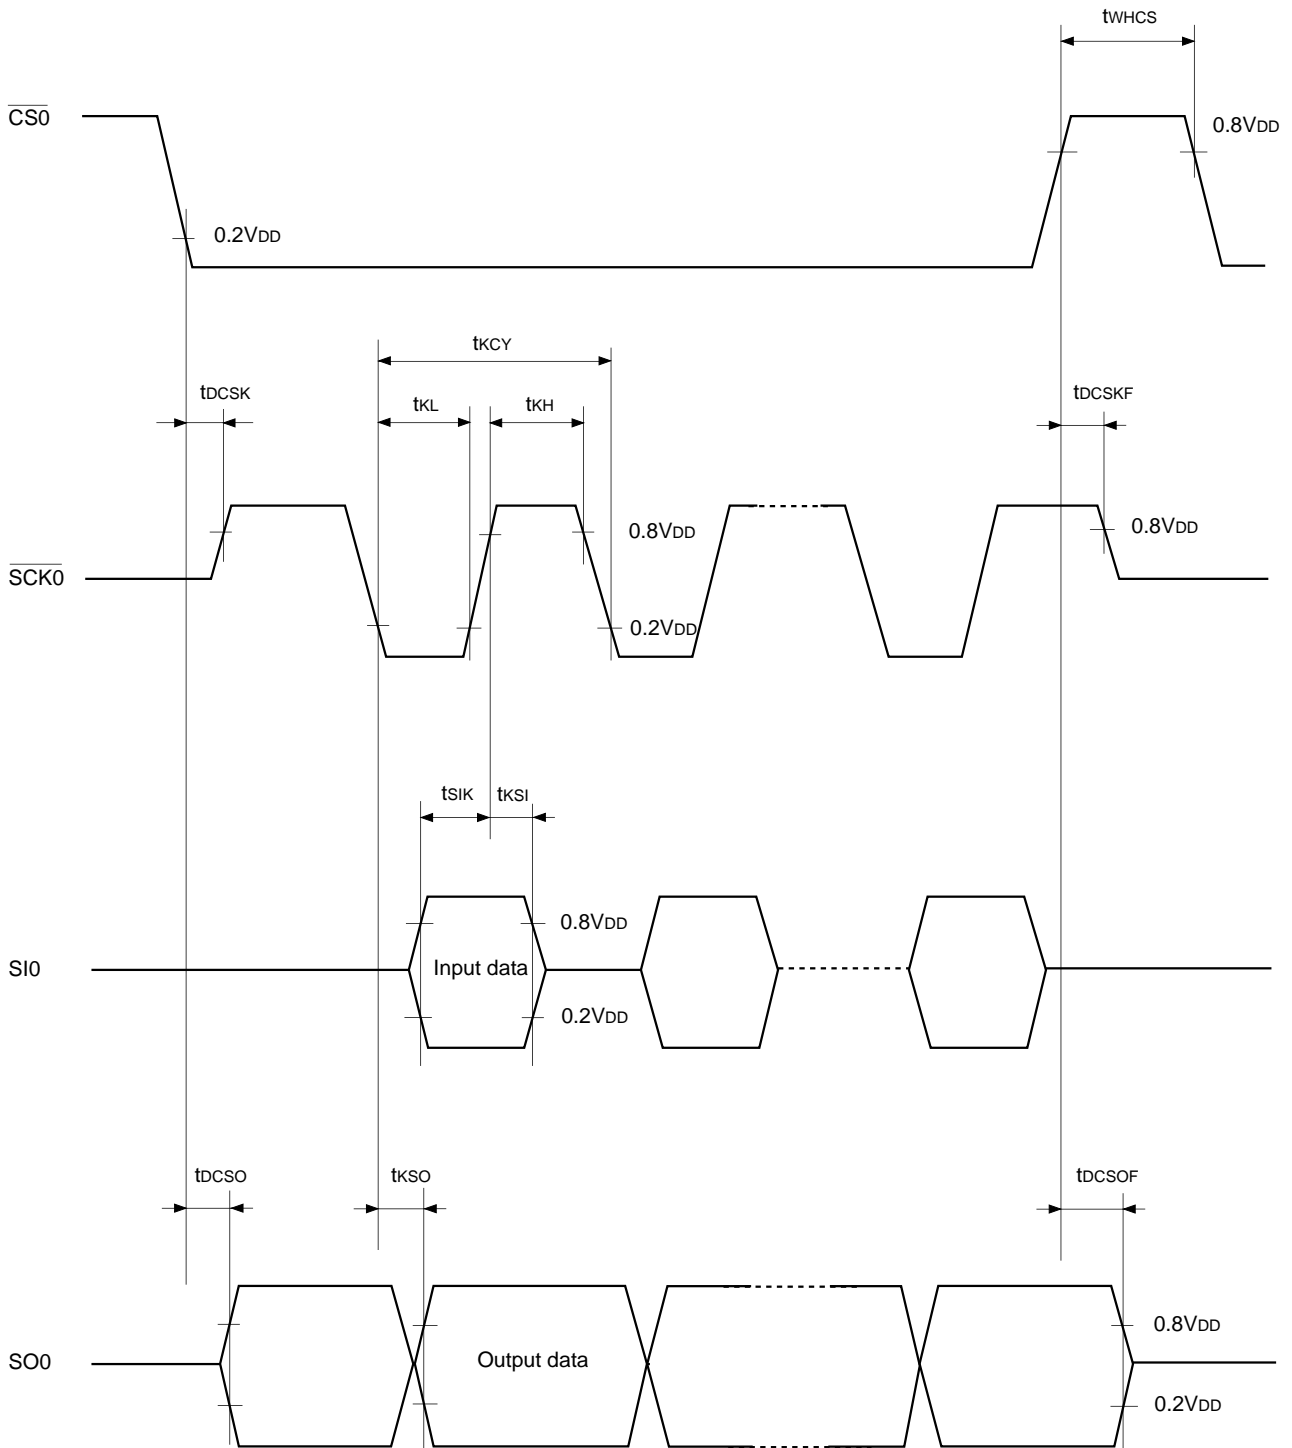 tWHCS
CS0
0.8VDD
0.2VDD
tKCY
tDCSK
tKL
tKH
tDCSKF
0.8VDD
0.8VDD
SCK0
0.2VDD
tSIK
tKSI
0.8VDD
SI0
Input data
0.2VDD
tDCSO
tKSO
tDCSOF
0.8VDD
SO0
Output data
0.2VDD